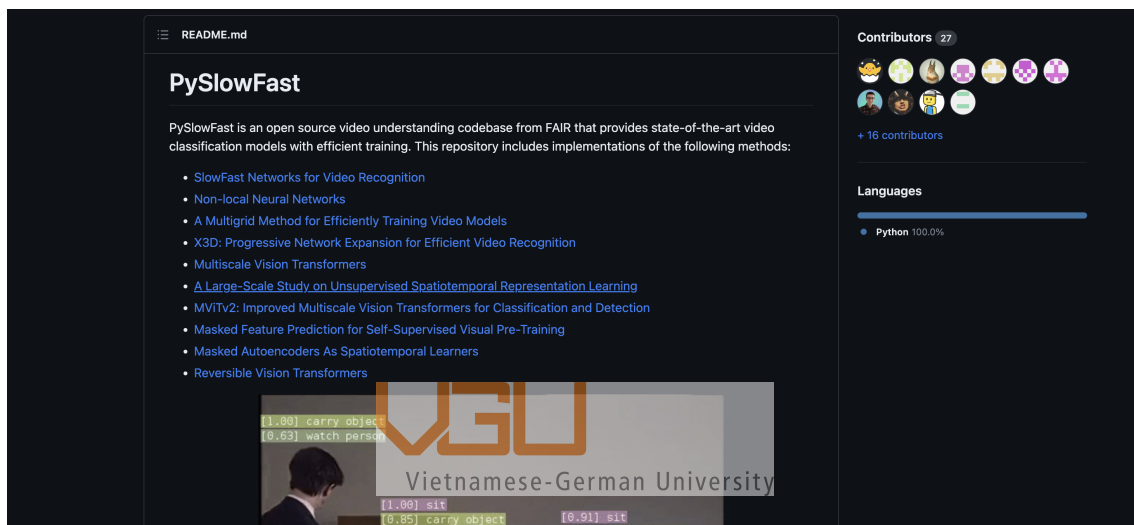 README.md
PySlowFast
PySlowFast is an open source video understanding codebase from FAIR that provides state-of-the-art video
classification models with efficient training. This repository includes implementations of the following methods:
SlowFast Networks for Video Recognition
Non-local Neural Networks
A Multigrid Method for Efficiently Training Video Models
X3D: Progressive Network Expansion for Efficient Video Recognition
Multiscale Vision Transformers
A Large-Scale Study on Unsupervised Spatiotemporal Representation Learning
MViTv2: Improved Multiscale Vision Transformers for Classification and Detection
Masked Feature Prediction for Self-Supervised Visual Pre-Training
Masked Autoencoders As Spatiotemporal Learners
Reversible Vision Transformers
[1.00] carry object
[0.63] watch person
VGU
Vietnamese-German University
[1.00] sit
[0.85] carry object
[0.91] sit
Contributors 27
+ 16 contributors
Languages
Python 100.0%